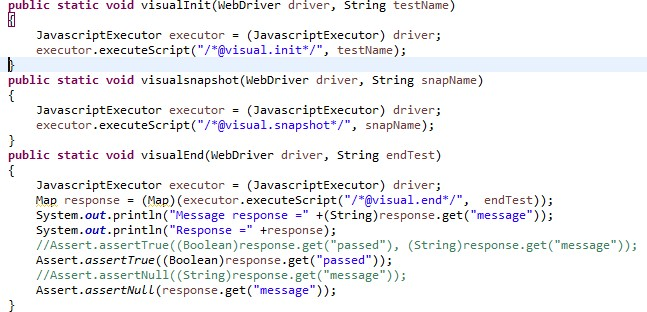 public static void visualInit(WebDriver driver, String testName)
{
    JavascriptExecutor executor = (JavascriptExecutor) driver;
    executor.executeScript("/*@visual.init*/", testName);
}
public static void visualsnapshot(WebDriver driver, String snapName)
{
    JavascriptExecutor executor = (JavascriptExecutor) driver;
    executor.executeScript("/*@visual.snapshot*/", snapName);
}
public static void visualEnd(WebDriver driver, String endTest)
{
    JavascriptExecutor executor = (JavascriptExecutor) driver;
    Map response = (Map)(executor.executeScript("/*@visual.end*/",  endTest));
    System.out.println("Message response =" +(String)response.get("message"));
    System.out.println("Response =" +response);
    //Assert.assertTrue((Boolean)response.get("passed"), (String)response.get("message"));
    Assert.assertTrue((Boolean)response.get("passed"));
    //Assert.assertNull((String)response.get("message"));
    Assert.assertNull(response.get("message"));
}